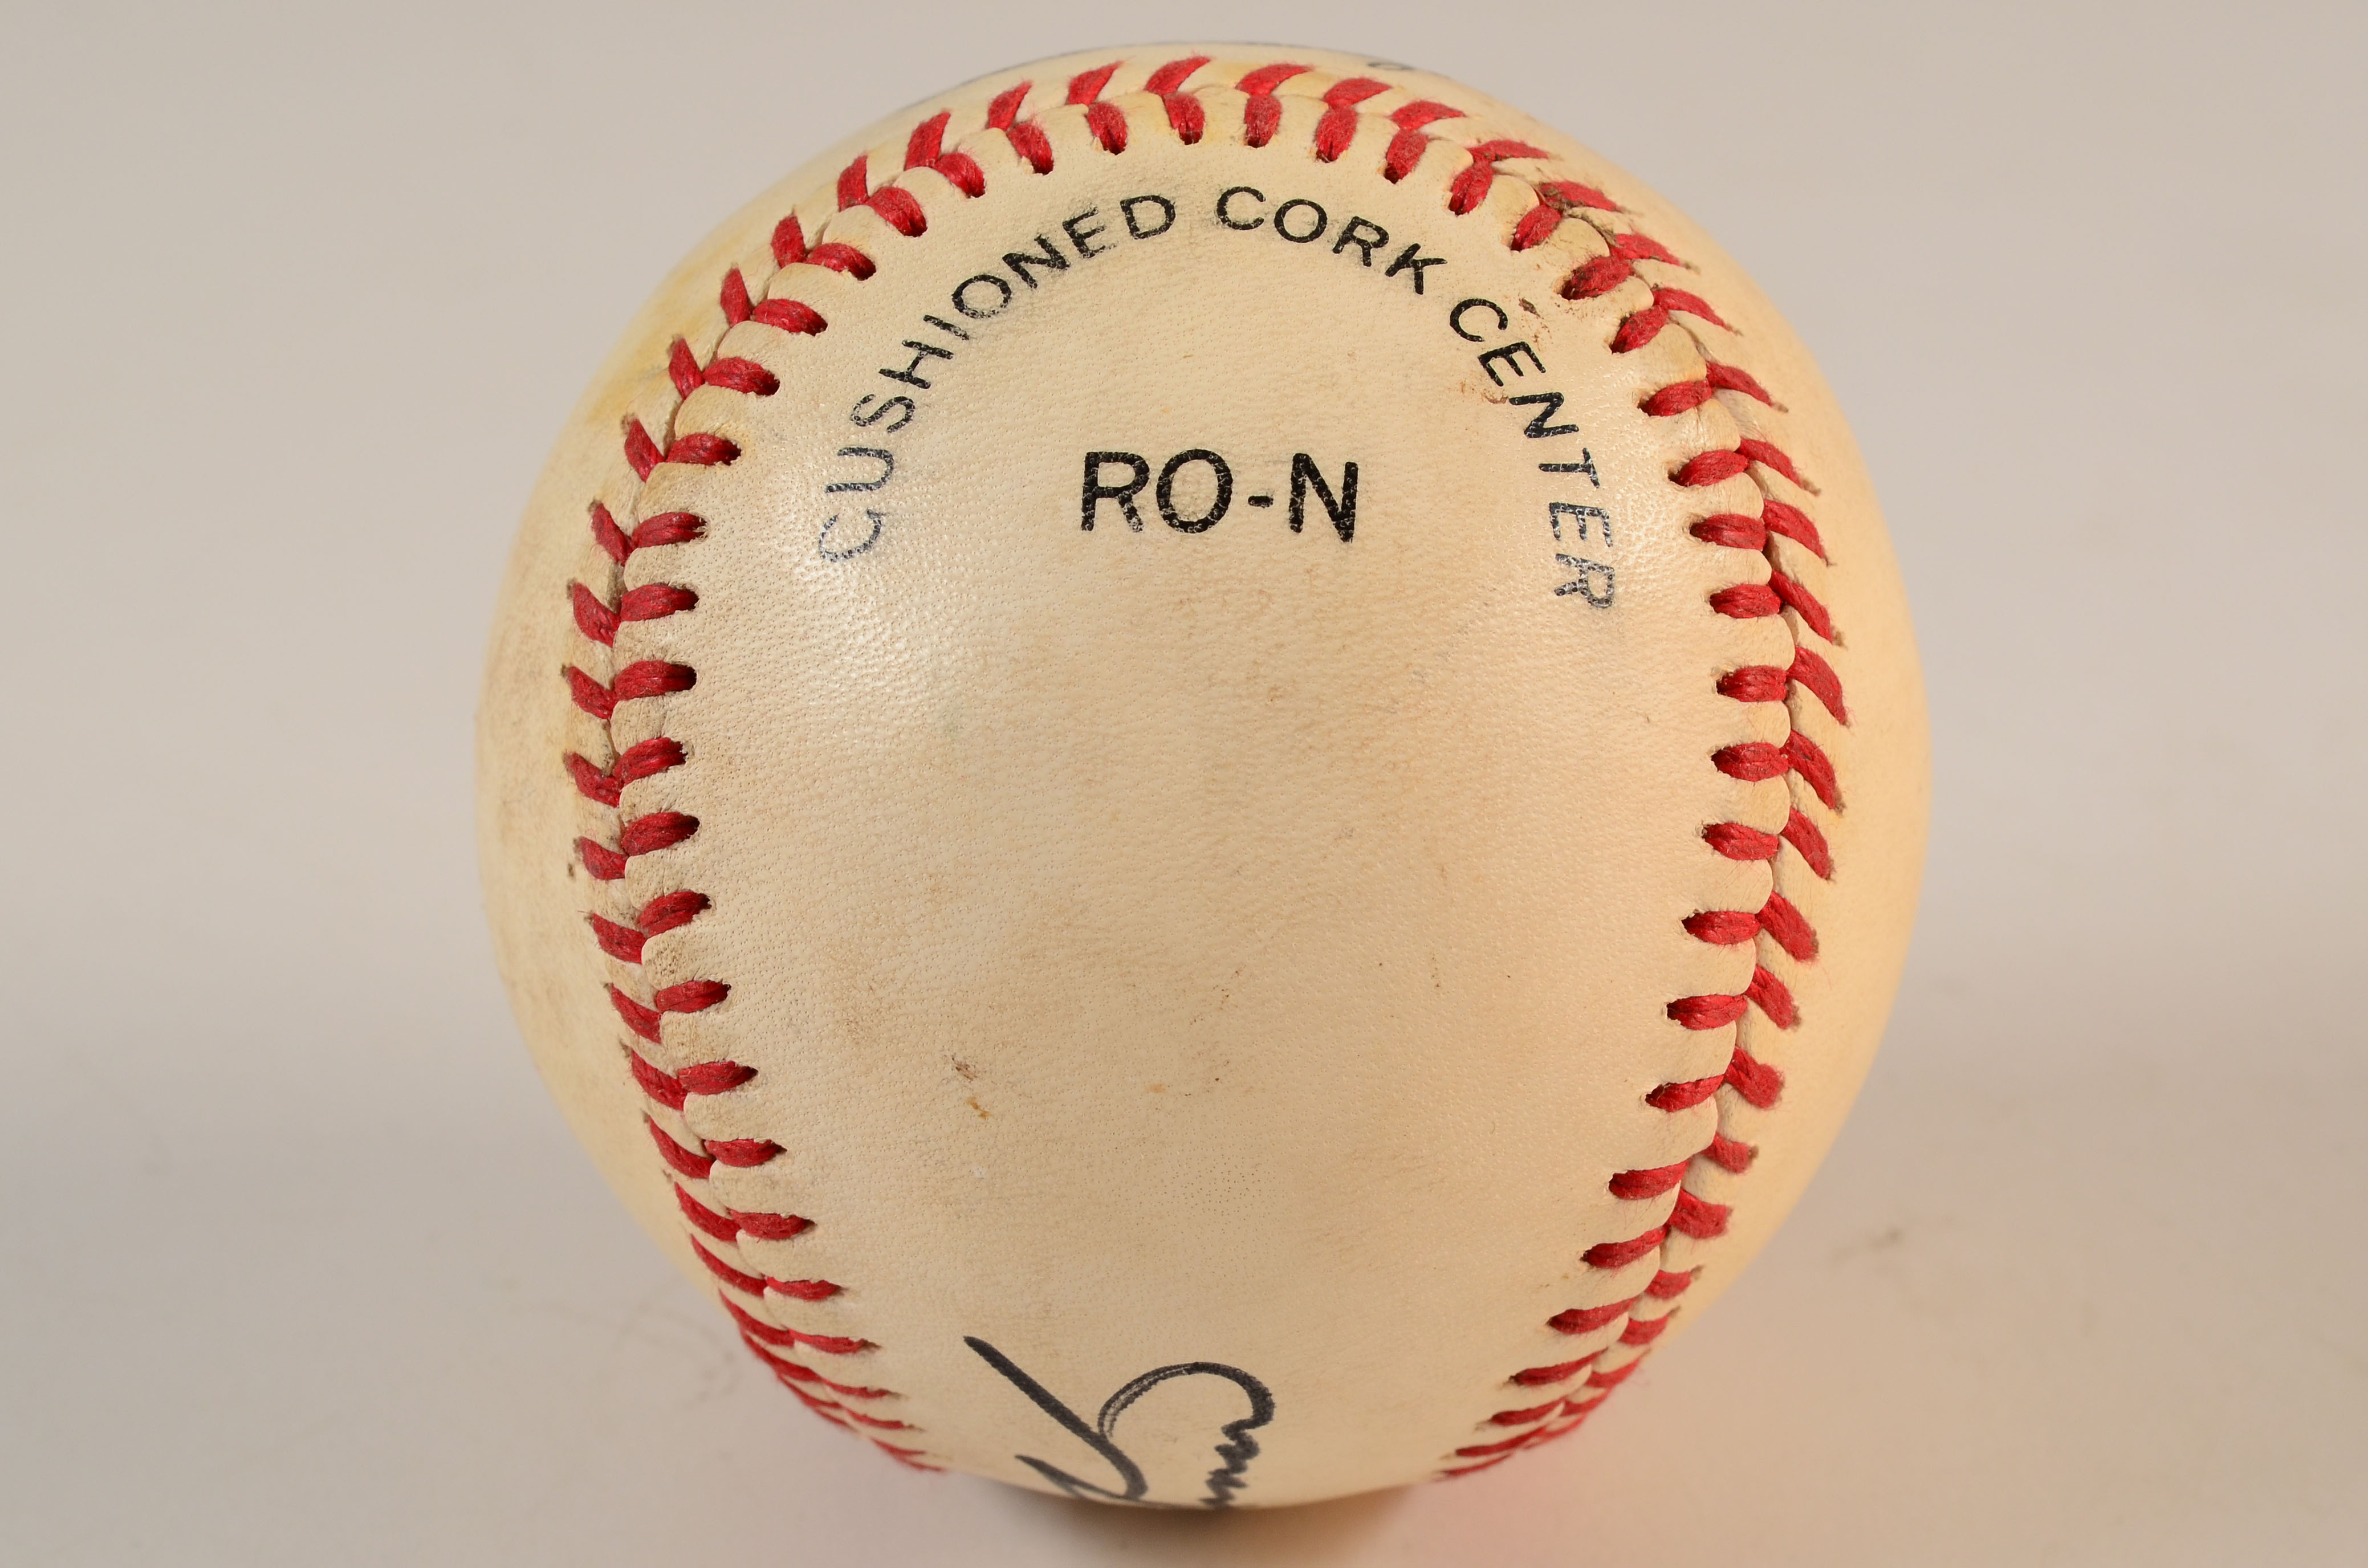 CUSHIONED CORK CENTER
RO-N